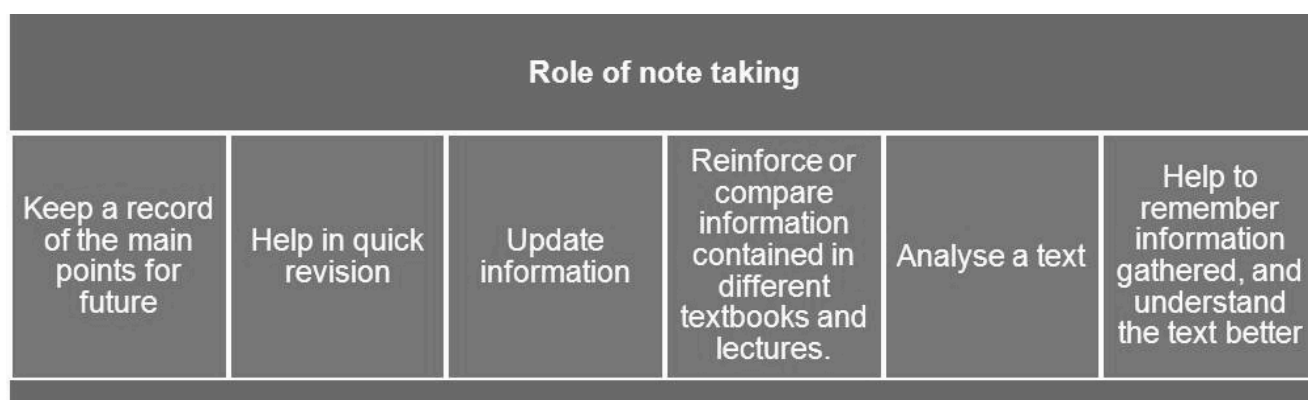 Role of note taking
Keep a record
of the main
points for
future
Help in quick
revision
Update
information
Reinforce or
compare
information
contained in
different
textbooks and
lectures.
Analyse a text
Help to
remember
information
gathered, and
understand
the text better